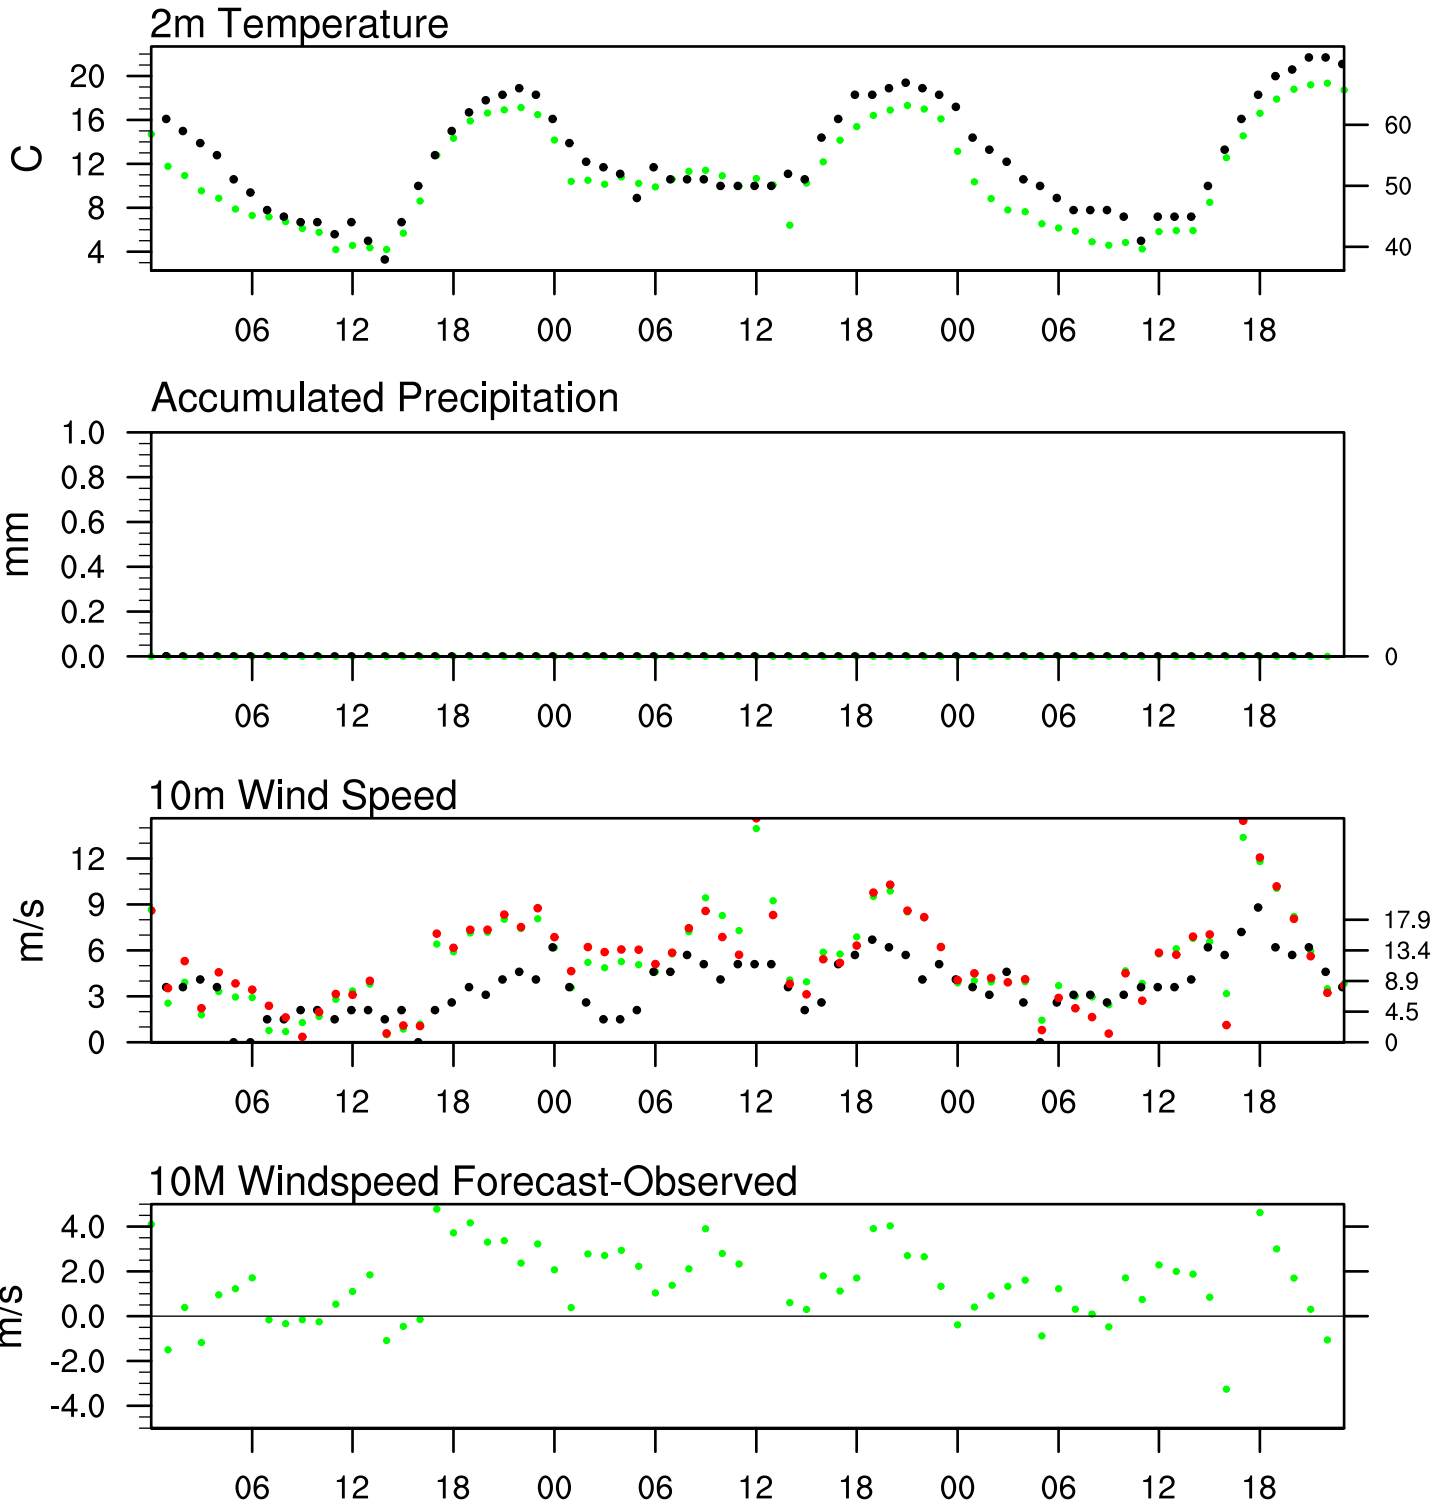 2m Temperature
20
16
12
8
4
C
60
50
40
06 12 18 00 06 12 18 00 06 12 18
Accumulated Precipitation
1.0
0.8
0.6
0.4
0.2
0.0
mm
0
06 12 18 00 06 12 18 00 06 12 18
10m Wind Speed
12
9
6
3
0
m/s
17.9
13.4
8.9
4.5
0
06 12 18 00 06 12 18 00 06 12 18
10M Windspeed Forecast-Observed
4.0
2.0
0.0
-2.0
-4.0
m/s
06 12 18 00 06 12 18 00 06 12 18